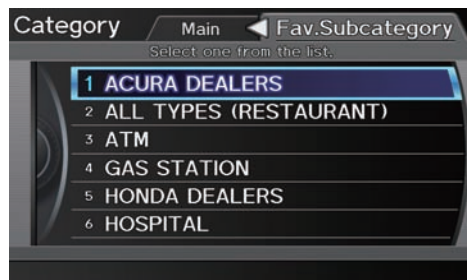 Category Main Fav.Subcategory
Select one from the list.
1 ACURA DEALERS
2 ALL TYPES (RESTAURANT)
3 ATM
4 GAS STATION
5 HONDA DEALERS
6 HOSPITAL